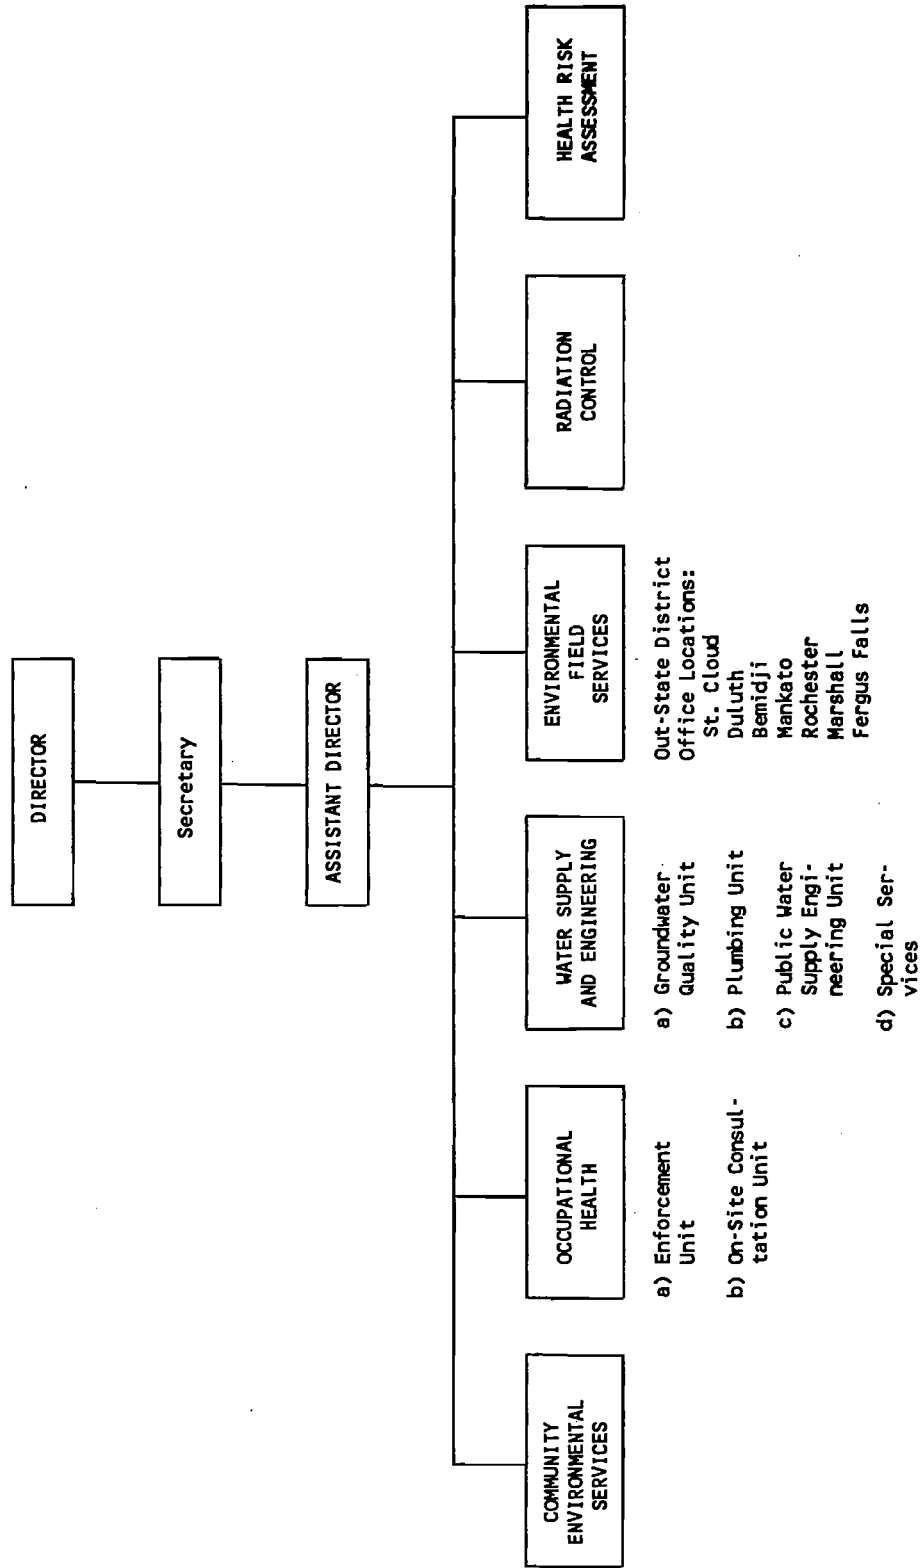 DIRECTOR
Secretary
ASSISTANT DIRECTOR
COMMUNITY
ENVIRONMENTAL
SERVICES
OCCUPATIONAL
HEALTH
a) Enforcement
Unit
b) On-Site Consul-
tation Unit
WATER SUPPLY
AND ENGINEERING
a) Groundwater
Quality Unit
b) Plumbing Unit
c) Public Water
Supply Engi-
neering Unit
d) Special Ser-
vices
ENVIRONMENTAL
FIELD
SERVICES
Out-State District
Office Locations:
St. Cloud
Duluth
Bemidji
Mankato
Rochester
Marshall
Fergus Falls
RADIATION
CONTROL
HEALTH RISK
ASSESSMENT